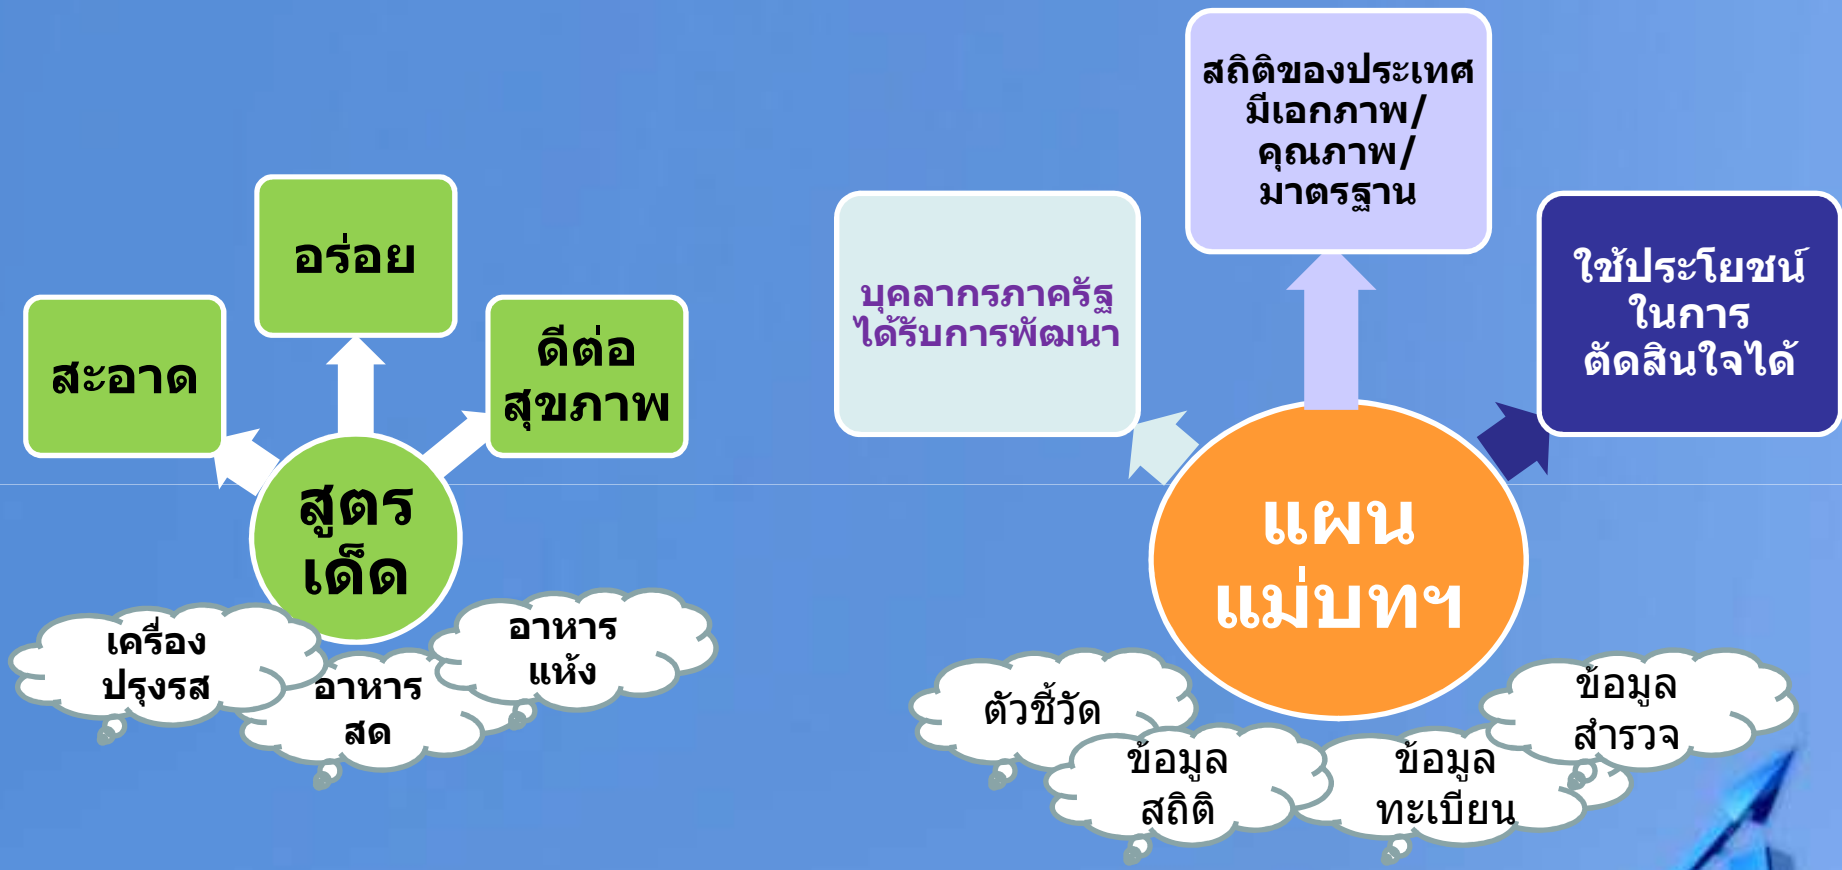 สะอาด
อร่อย
ดีต่อ
สุขภาพ
สูตร
เด็ด
เครื่อง
ปรุงรส
อาหาร
สด
อาหาร
แห้ง
บุคลากรภาครัฐ
ได้รับการพัฒนา
สถิติของประเทศ
มีเอกภาพ/
คุณภาพ/
มาตรฐาน
ใช้ประโยชน์
ในการ
ตัดสินใจได้
แผน
แม่บทฯ
ตัวชี้วัด
ข้อมูล
สถิติ
ข้อมูล
ทะเบียน
ข้อมูล
สำรวจ